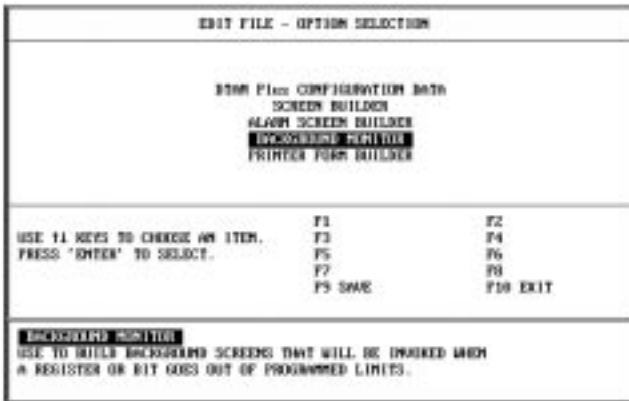 EDIT FILE - OPTION SELECTION
DTAM Plus CONFIGURATION DATA
SCREEN BUILDER
ALARM SCREEN BUILDER
BACKGROUND MONITOR
PRINTER FORM BUILDER
USE ↑↓ KEYS TO CHOOSE AN ITEM.
PRESS 'ENTER' TO SELECT.
F1 F2
F3 F4
F5 F6
F7 F8
F9 SAVE F10 EXIT
BACKGROUND MONITOR
USE TO BUILD BACKGROUND SCREENS THAT WILL BE INVOKED WHEN
A REGISTER OR BIT GOES OUT OF PROGRAMMED LIMITS.